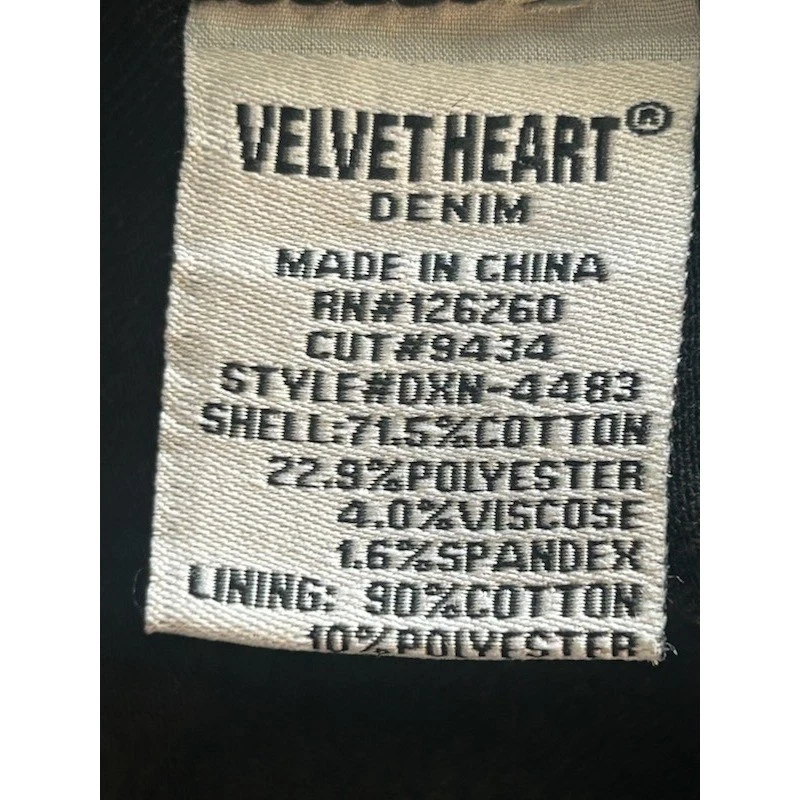 VELVET HEART®
DENIM
MADE IN CHINA
RN#126260
CUT#9434
STYLE#DXN-4483
SHELL:71.5%COTTON
22.9%POLYESTER
4.0%VISCOSE
1.6%SPANDEX
LINING: 90%COTTON
10%POLYESTER